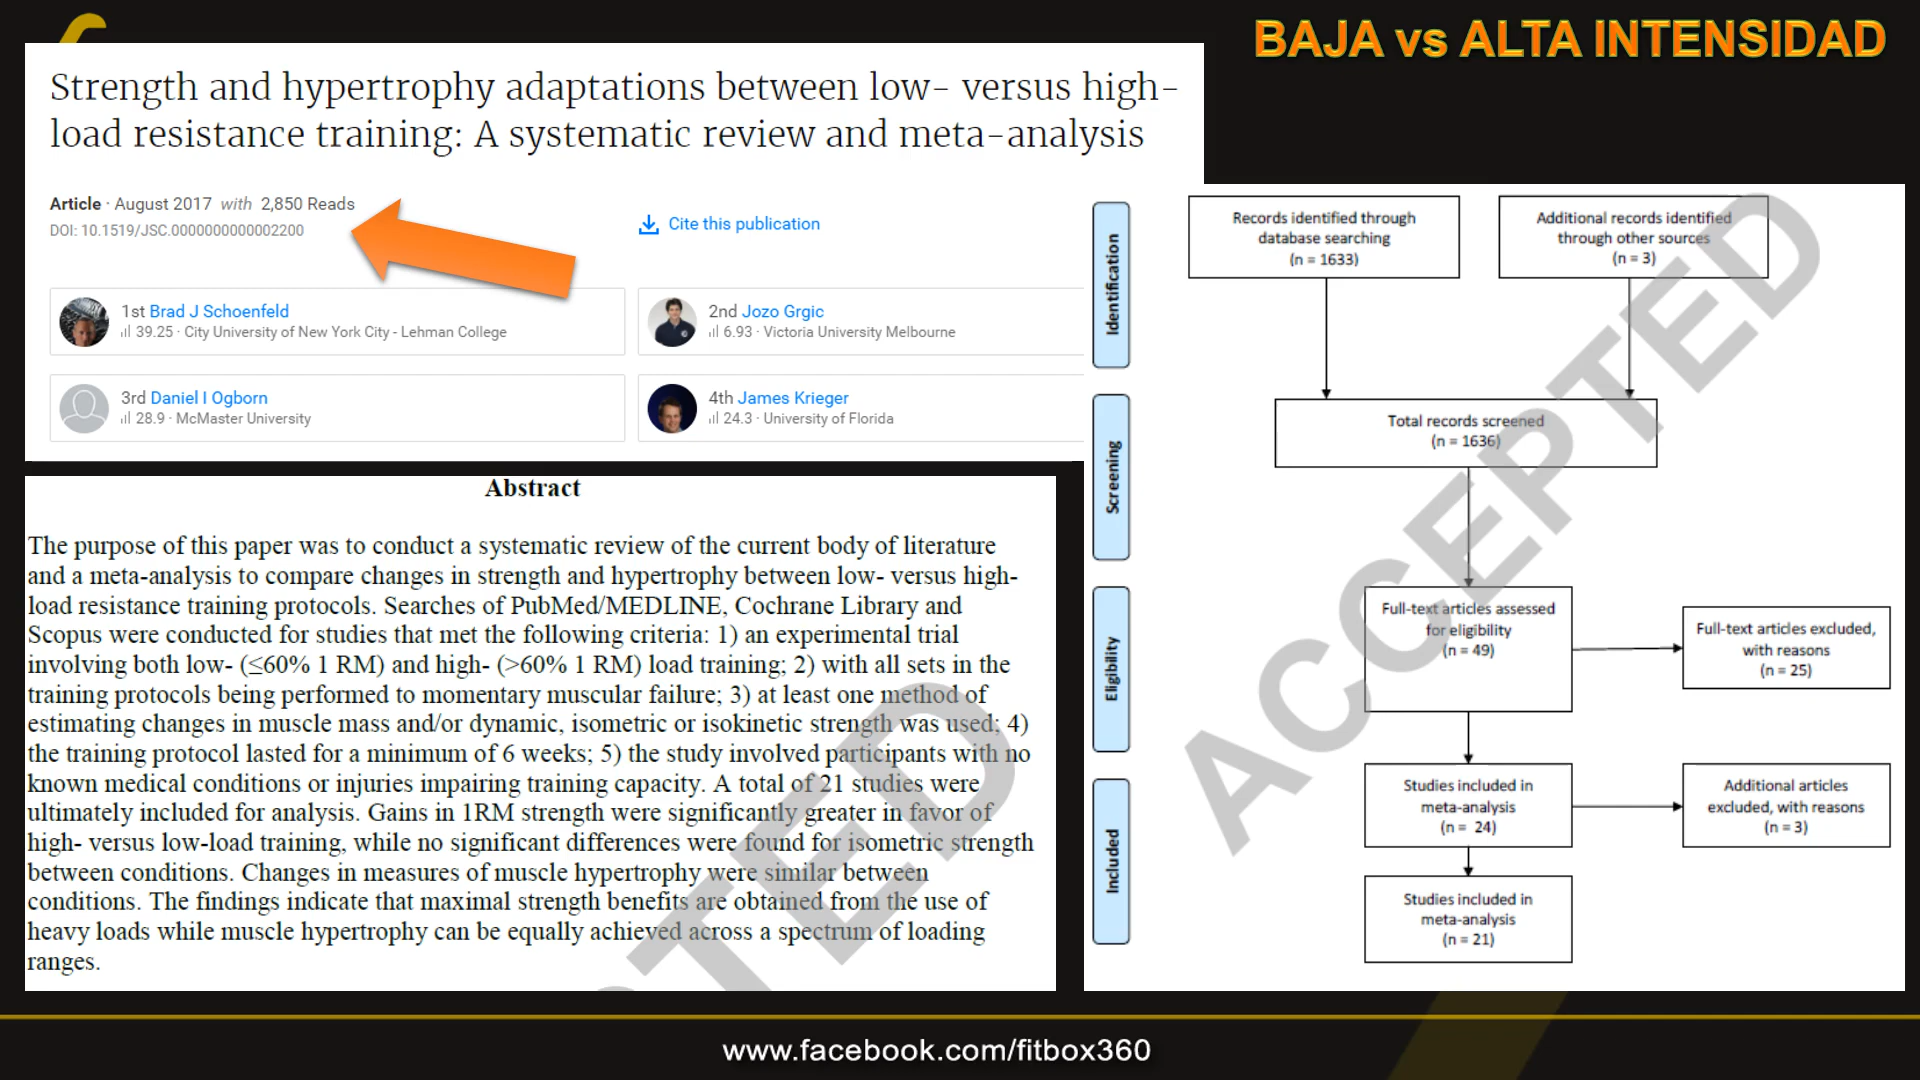 BAJA vs ALTA INTENSIDAD
Strength and hypertrophy adaptations between low- versus high-
load resistance training: A systematic review and meta-analysis
Article · August 2017 with 2,850 Reads
DOI: 10.1519/JSC.0000000000002200
Cite this publication
1st Brad J Schoenfeld
39.25 · City University of New York City - Lehman College
2nd Jozo Grgic
6.93 · Victoria University Melbourne
3rd Daniel I Ogborn
28.9 · McMaster University
4th James Krieger
24.3 · University of Florida
Abstract
The purpose of this paper was to conduct a systematic review of the current body of literature
and a meta-analysis to compare changes in strength and hypertrophy between low- versus high-
load resistance training protocols. Searches of PubMed/MEDLINE, Cochrane Library and
Scopus were conducted for studies that met the following criteria: 1) an experimental trial
involving both low- (≤60% 1 RM) and high- (>60% 1 RM) load training; 2) with all sets in the
training protocols being performed to momentary muscular failure; 3) at least one method of
estimating changes in muscle mass and/or dynamic, isometric or isokinetic strength was used; 4)
the training protocol lasted for a minimum of 6 weeks; 5) the study involved participants with no
known medical conditions or injuries impairing training capacity. A total of 21 studies were
ultimately included for analysis. Gains in 1RM strength were significantly greater in favor of
high- versus low-load training, while no significant differences were found for isometric strength
between conditions. Changes in measures of muscle hypertrophy were similar between
conditions. The findings indicate that maximal strength benefits are obtained from the use of
heavy loads while muscle hypertrophy can be equally achieved across a spectrum of loading
ranges.
PTED
Identification
Records identified through
database searching
(n = 1633)
Additional records identified
through other sources
(n = 3)
Screening
Total records screened
(n = 1636)
Eligibility
Full-text articles assessed
for eligibility
(n = 49)
Full-text articles excluded,
with reasons
(n = 25)
Included
Studies included in
meta-analysis
(n = 24)
Additional articles
excluded, with reasons
(n = 3)
Studies included in
meta-analysis
(n = 21)
ACCEPTED
www.facebook.com/fitbox360